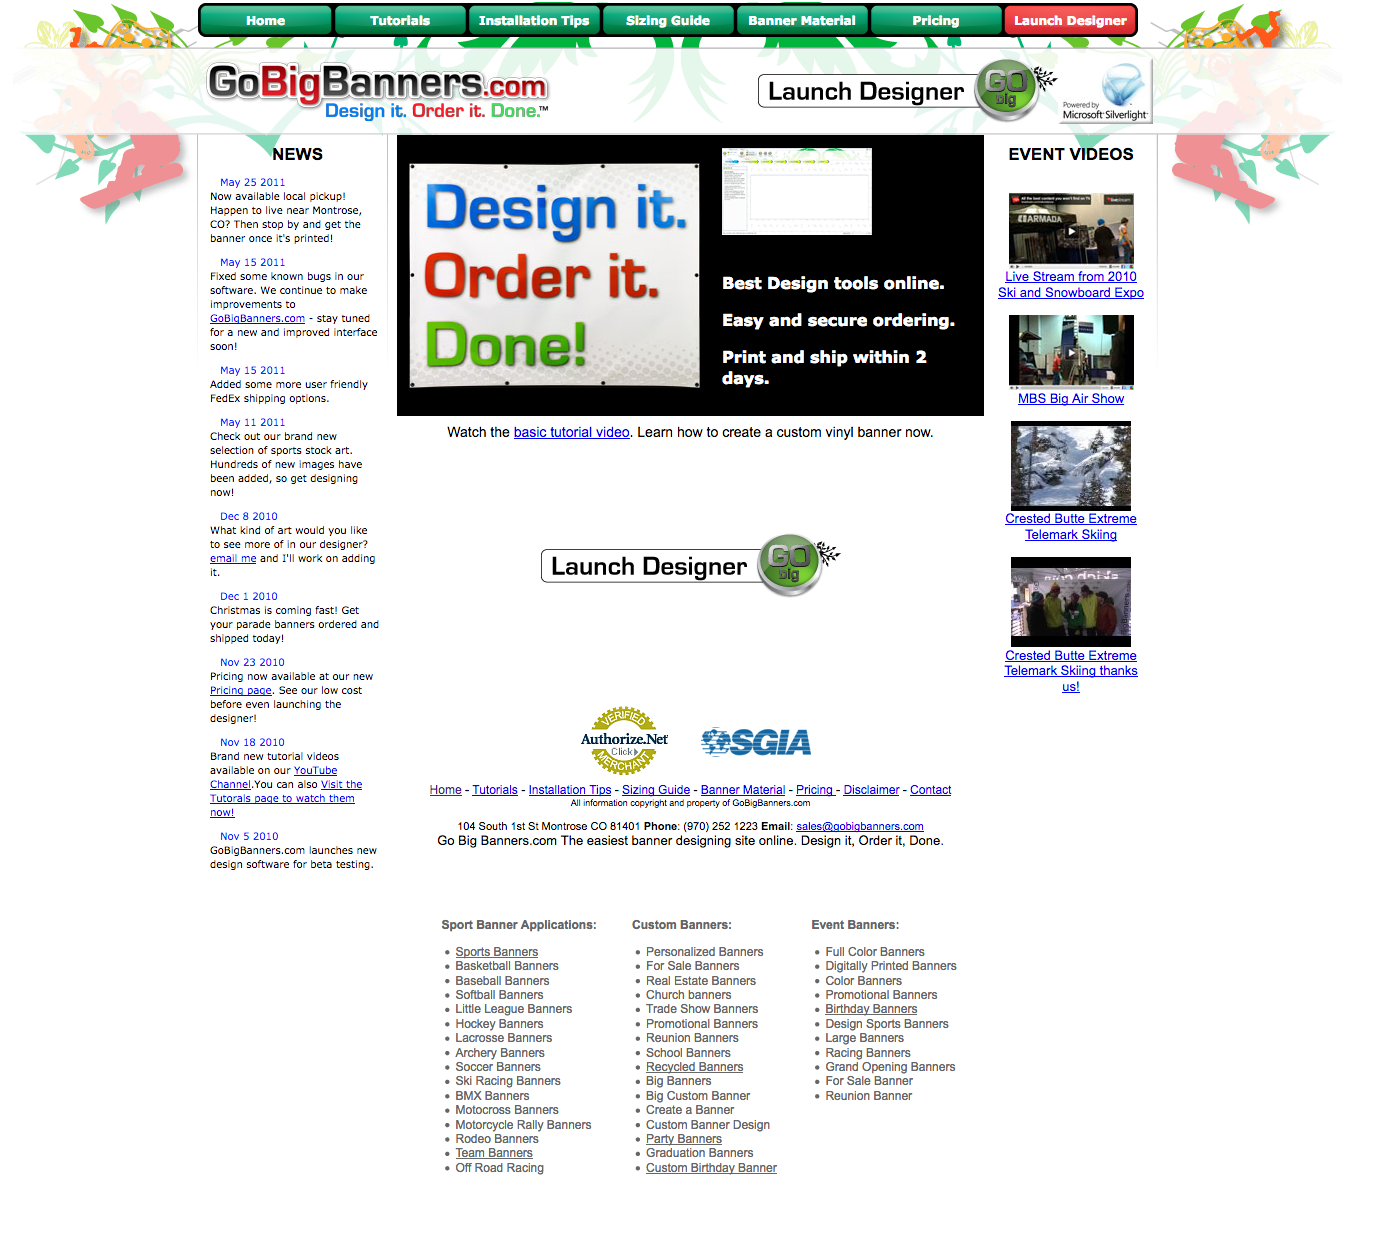 Home
Tutorials
Installation Tips
Sizing Guide
Banner Material
Pricing
Launch Designer
GoBigBanners.com
Design it. Order it. Done.™
Launch Designer
GO
big
Powered by
Microsoft Silverlight™
NEWS
May 25 2011
Now available local pickup!
Happen to live near Montrose,
CO? Then stop by and get the
banner once it's printed!
May 15 2011
Fixed some known bugs in our
software. We continue to make
improvements to
GoBigBanners.com - stay tuned
for a new and improved interface
soon!
May 15 2011
Added some more user friendly
FedEx shipping options.
May 11 2011
Check out our brand new
selection of sports stock art.
Hundreds of new images have
been added, so get designing
now!
Dec 8 2010
What kind of art would you like
to see more of in our designer?
email me and I'll work on adding
it.
Dec 1 2010
Christmas is coming fast! Get
your parade banners ordered and
shipped today!
Nov 23 2010
Pricing now available at our new
Pricing page. See our low cost
before even launching the
designer!
Nov 18 2010
Brand new tutorial videos
available on our YouTube
Channel.You can also Visit the
Tutorals page to watch them
now!
Nov 5 2010
GoBigBanners.com launches new
design software for beta testing.
Design it.
Order it.
Done!
Best Design tools online.
Easy and secure ordering.
Print and ship within 2
days.
Watch the basic tutorial video. Learn how to create a custom vinyl banner now.
Launch Designer
GO
big
EVENT VIDEOS
ARMADA
Live Stream from 2010
Ski and Snowboard Expo
MBS Big Air Show
Crested Butte Extreme
Telemark Skiing
Crested Butte Extreme
Telemark Skiing thanks
us!
VERIFIED
Authorize.Net
Click
MERCHANT
SGIA
Home - Tutorials - Installation Tips - Sizing Guide - Banner Material - Pricing - Disclaimer - Contact
All information copyright and property of GoBigBanners.com
104 South 1st St Montrose CO 81401 Phone: (970) 252 1223 Email: sales@gobigbanners.com
Go Big Banners.com The easiest banner designing site online. Design it, Order it, Done.
Sport Banner Applications:
Sports Banners
Basketball Banners
Baseball Banners
Softball Banners
Little League Banners
Hockey Banners
Lacrosse Banners
Archery Banners
Soccer Banners
Ski Racing Banners
BMX Banners
Motocross Banners
Motorcycle Rally Banners
Rodeo Banners
Team Banners
Off Road Racing
Custom Banners:
Personalized Banners
For Sale Banners
Real Estate Banners
Church banners
Trade Show Banners
Promotional Banners
Reunion Banners
School Banners
Recycled Banners
Big Banners
Big Custom Banner
Create a Banner
Custom Banner Design
Party Banners
Graduation Banners
Custom Birthday Banner
Event Banners:
Full Color Banners
Digitally Printed Banners
Color Banners
Promotional Banners
Birthday Banners
Design Sports Banners
Large Banners
Racing Banners
Grand Opening Banners
For Sale Banner
Reunion Banner